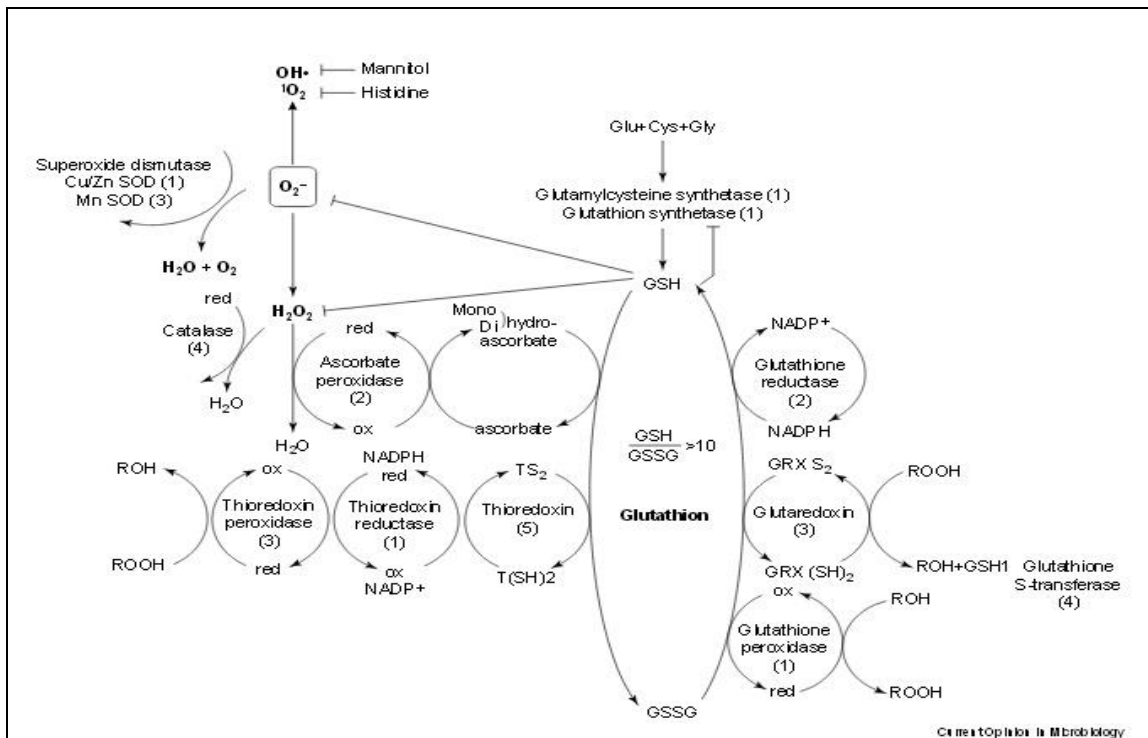 OH•
Mannitol
¹O₂
Histidine
Glu+Cys+Gly
Superoxide dismutase
Cu/Zn SOD (1)
Mn SOD (3)
O₂⁻
Glutamylcysteine synthetase (1)
Glutathion synthetase (1)
H₂O + O₂
GSH
red
H₂O₂
Catalase
(4)
H₂O
red
Ascorbate
peroxidase
(2)
ox
Mono
Di)hydro-
ascorbate
ascorbate
NADP+
Glutathione
reductase
(2)
NADPH
GSH
GSSG
>10
Glutathion
H₂O
ROH
ROOH
ox
Thioredoxin
peroxidase
(3)
red
NADPH
red
Thioredoxin
reductase
(1)
ox
NADP+
TS₂
Thioredoxin
(5)
T(SH)2
GRX S₂
Glutaredoxin
(3)
GRX (SH)₂
ROOH
ROH+GSH1
Glutathione
S-transferase
(4)
ox
Glutathione
peroxidase
(1)
red
ROH
ROOH
GSSG
Current Opinion in Microbiology